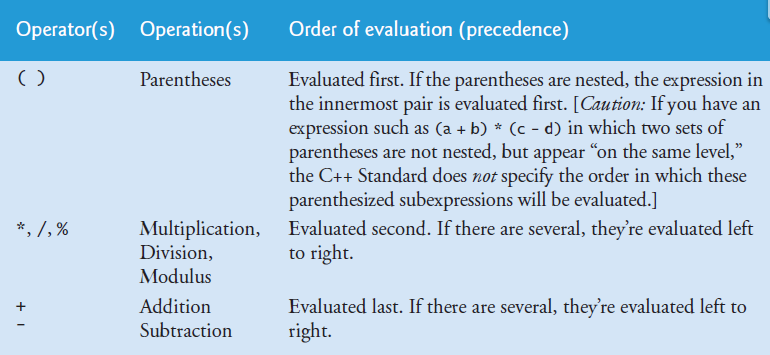 Operator(s) Operation(s) Order of evaluation (precedence)
( ) Parentheses Evaluated first. If the parentheses are nested, the expression in
the innermost pair is evaluated first. [Caution: If you have an
expression such as (a + b) * (c - d) in which two sets of
parentheses are not nested, but appear “on the same level,”
the C++ Standard does not specify the order in which these
parenthesized subexpressions will be evaluated.]
*, /, % Multiplication, Evaluated second. If there are several, they’re evaluated left
Division, to right.
Modulus
+ Addition Evaluated last. If there are several, they’re evaluated left to
- Subtraction right.